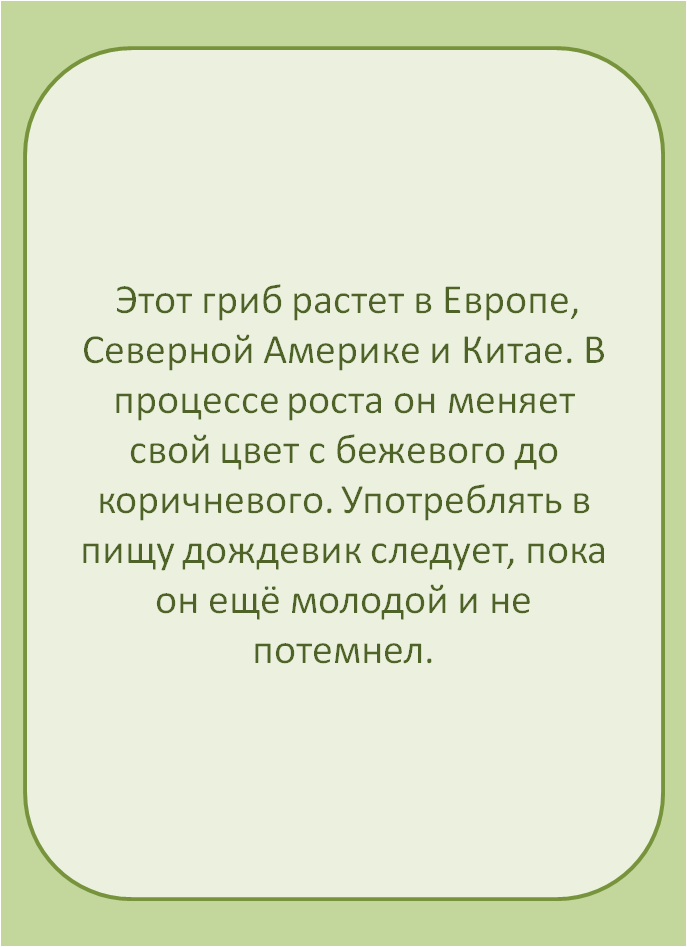 Этот гриб растет в Европе,
Северной Америке и Китае. В
процессе роста он меняет
свой цвет с бежевого до
коричневого. Употреблять в
пищу дождевик следует, пока
он ещё молодой и не
потемнел.